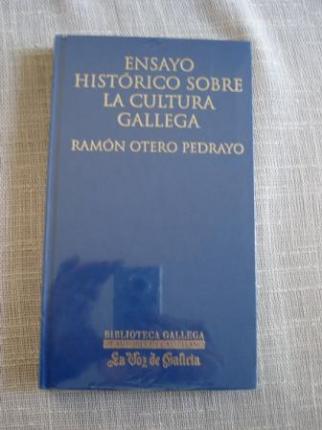 ENSAYO
HISTÓRICO SOBRE
LA CULTURA
GALLEGA
RAMÓN OTERO PEDRAYO
BIBLIOTECA GALLEGA
La Voz de Galicia